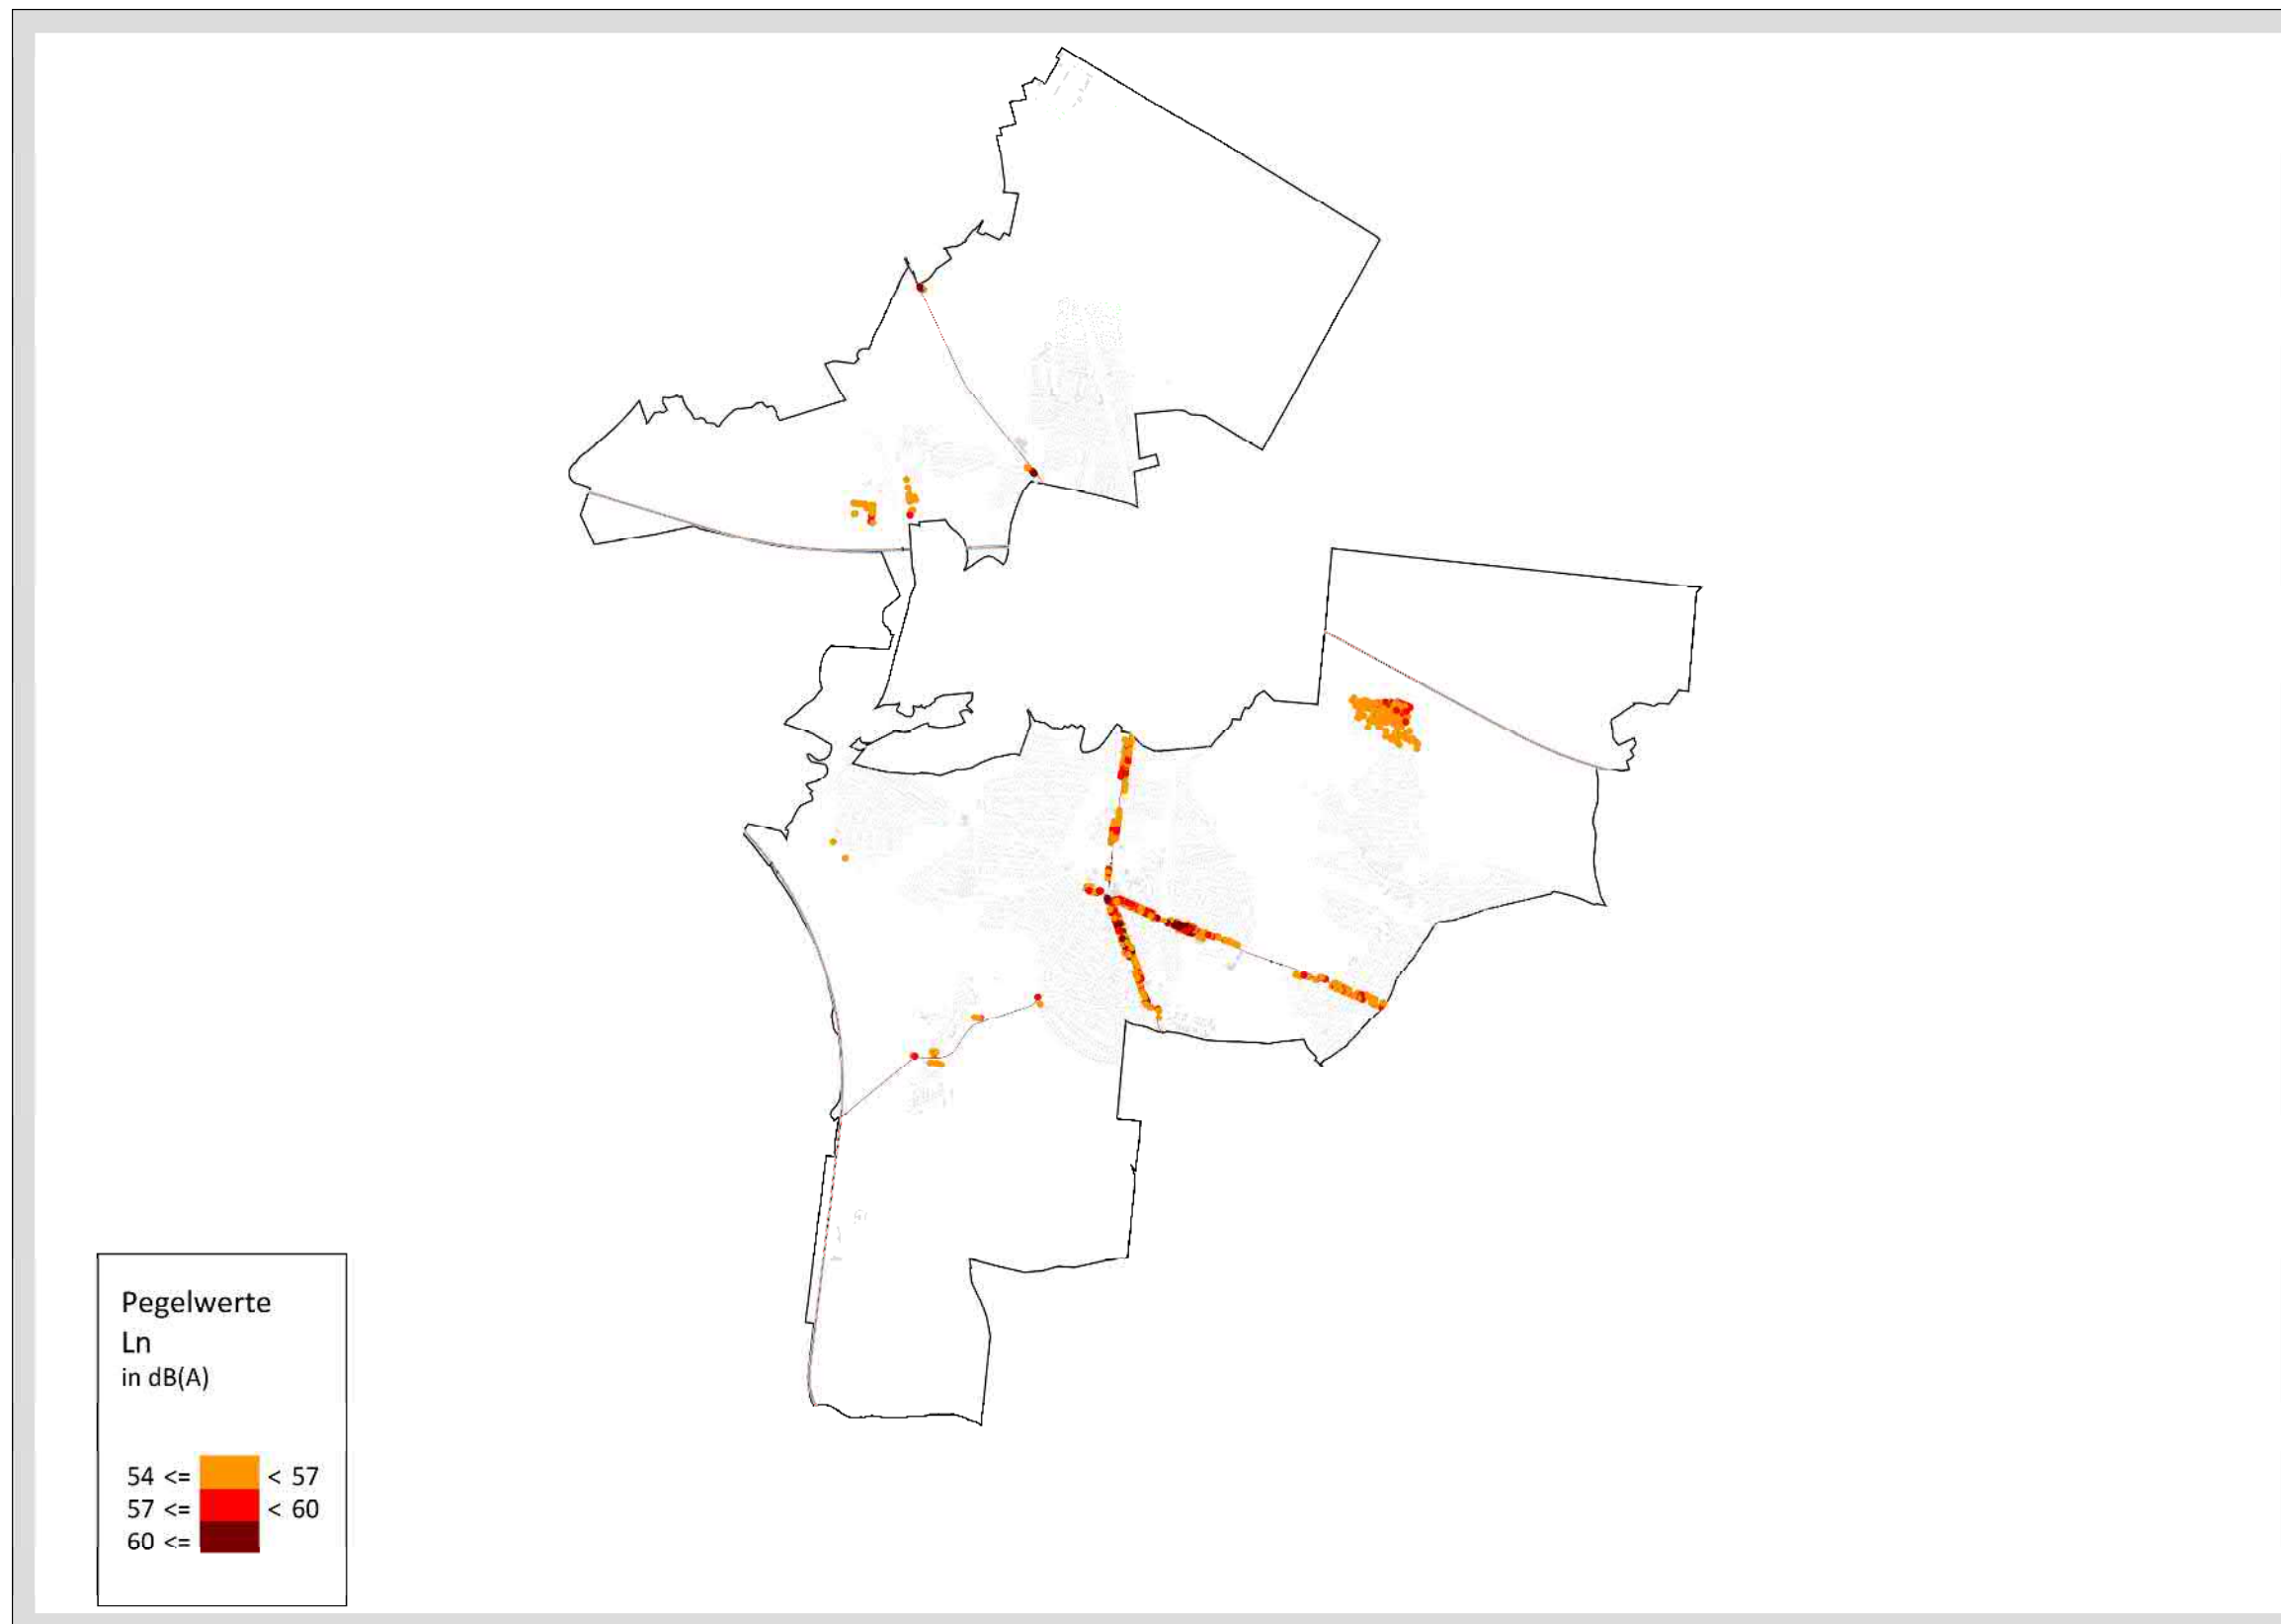 Pegelwerte
Ln
in dB(A)
54 <= < 57
57 <= < 60
60 <=